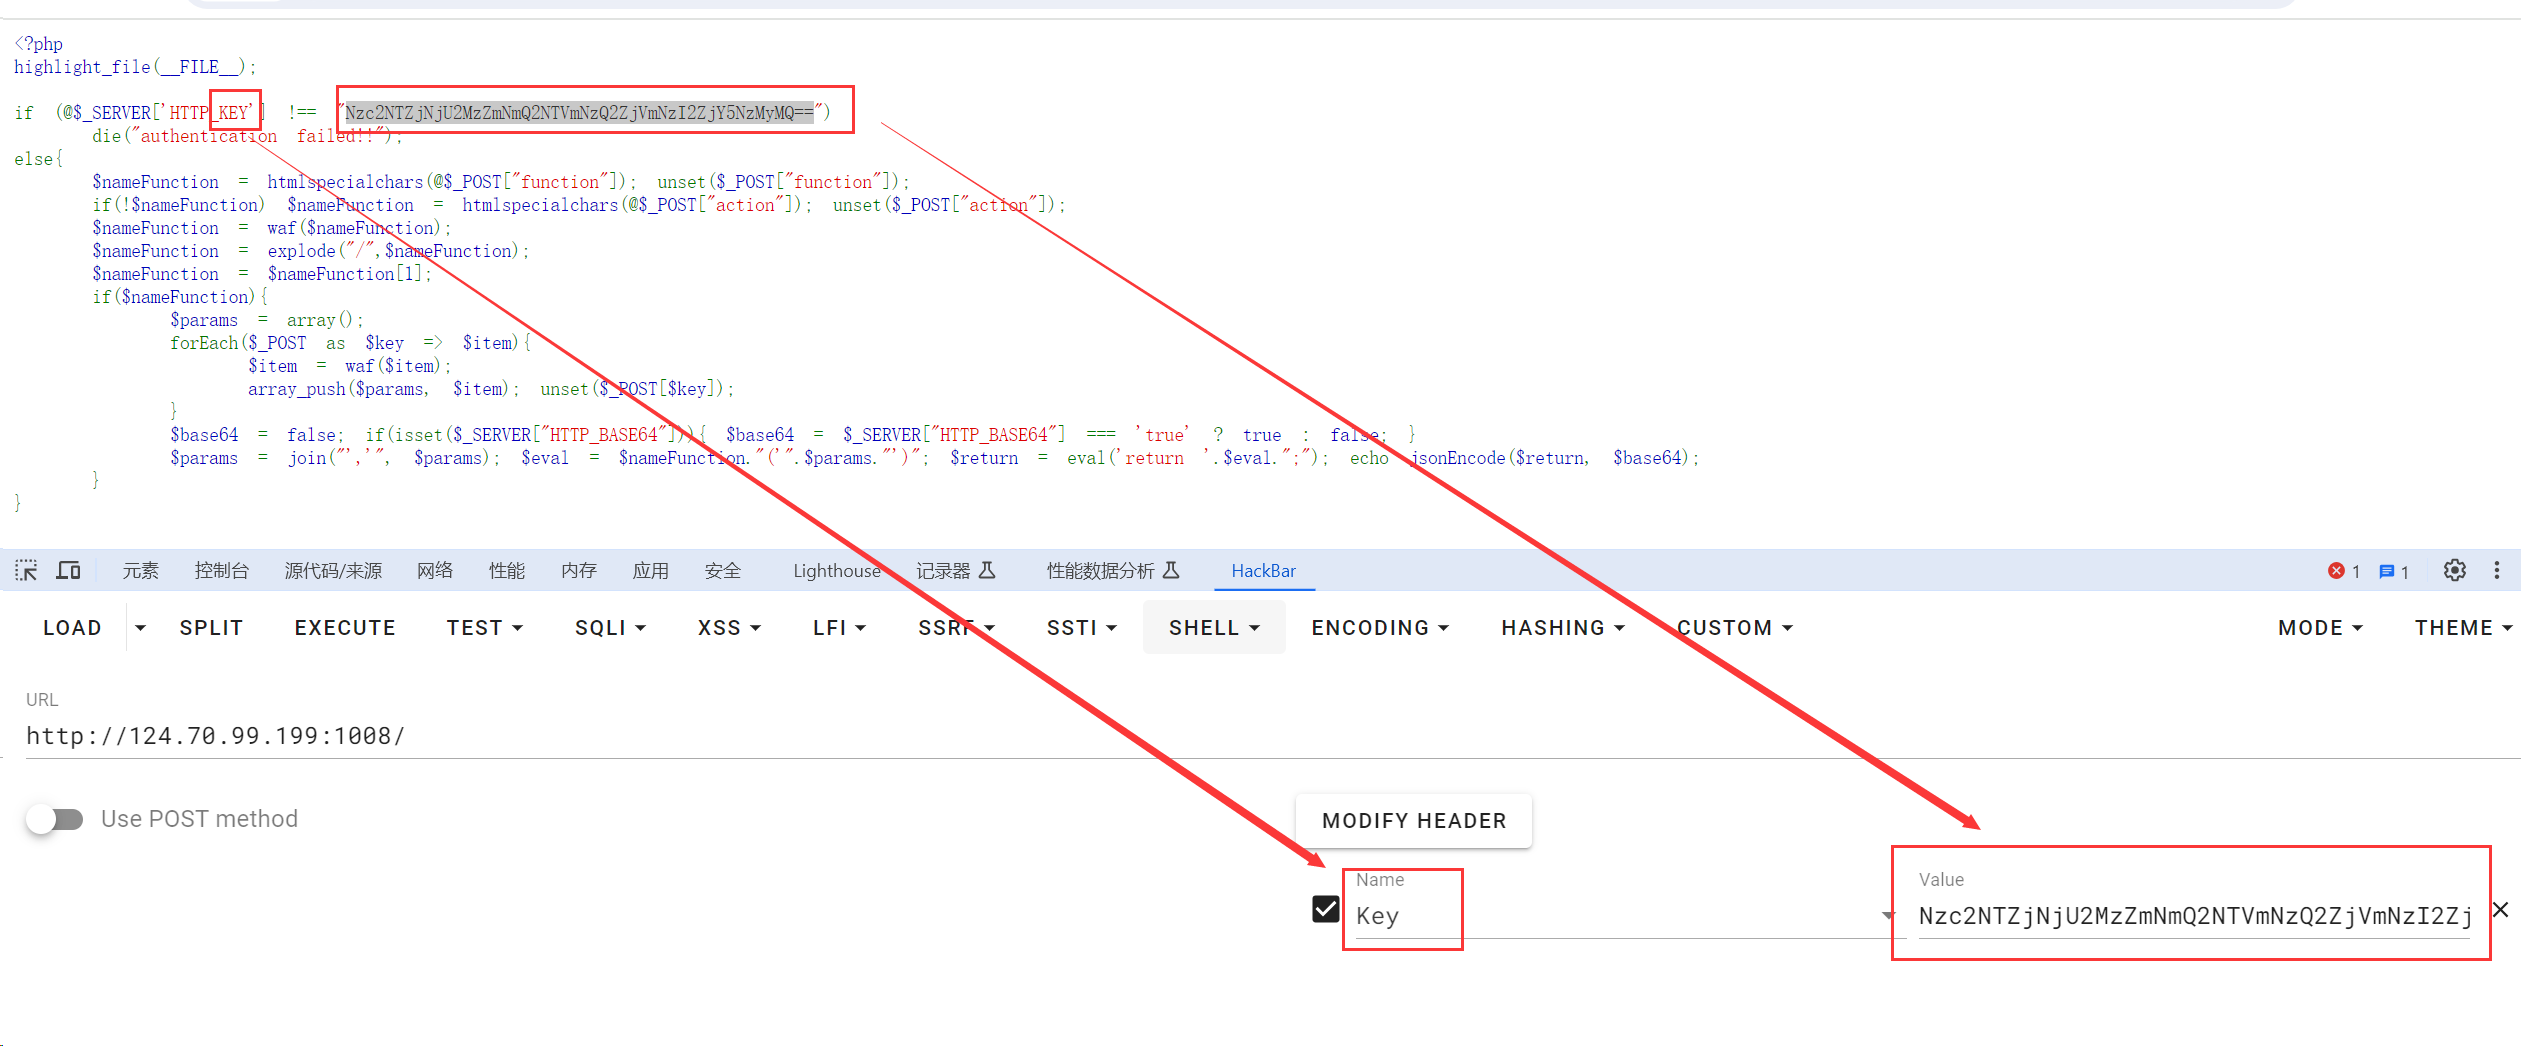 <?php
highlight_file(__FILE__);
if (@$_SERVER['HTTP_KEY'] !== "Nzc2NTZjNjU2MzZmNmQ2NTVmNzQ2ZjVmNzI2ZjY5NzMyMQ==")
die("authentication failed!!");
else{
$nameFunction = htmlspecialchars(@$_POST["function"]); unset($_POST["function"]);
if(!$nameFunction) $nameFunction = htmlspecialchars(@$_POST["action"]); unset($_POST["action"]);
$nameFunction = waf($nameFunction);
$nameFunction = explode("/",$nameFunction);
$nameFunction = $nameFunction[1];
if($nameFunction){
$params = array();
forEach($_POST as $key => $item){
$item = waf($item);
array_push($params, $item); unset($_POST[$key]);
}
$base64 = false; if(isset($_SERVER["HTTP_BASE64"])){ $base64 = $_SERVER["HTTP_BASE64"] === 'true' ? true : false; }
$params = join("','", $params); $eval = $nameFunction."('".$params."')"; $return = eval('return '.$eval.";"); echo jsonEncode($return, $base64);
}
}
元素 控制台 源代码/来源 网络 性能 内存 应用 安全 Lighthouse 记录器 性能数据分析 HackBar 1 1
LOAD SPLIT EXECUTE TEST SQLI XSS LFI SSRF SSTI SHELL ENCODING HASHING CUSTOM MODE THEME
URL
http://124.70.99.199:1008/
Use POST method
MODIFY HEADER
Name Value
Key Nzc2NTZjNjU2MzZmNmQ2NTVmNzQ2ZjVmNzI2Zj